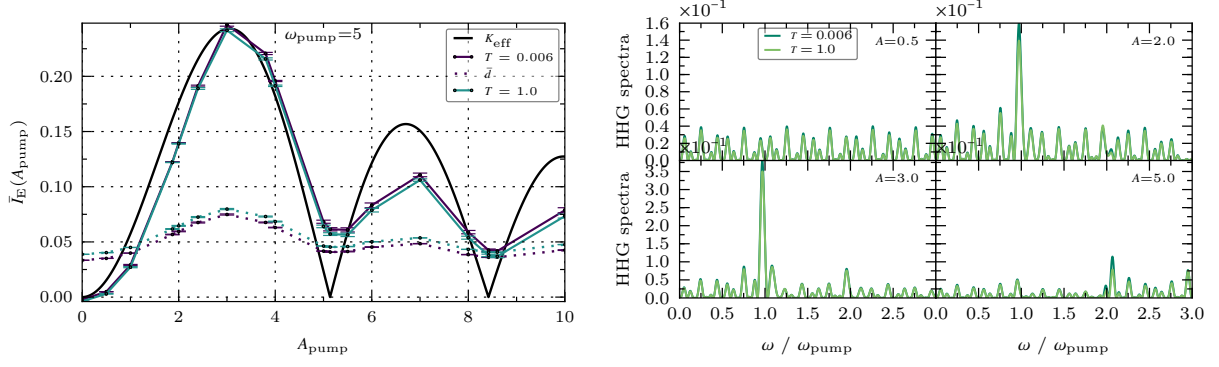 ω_pump=5
K_eff
T = 0.006
d̄
T = 1.0
0.20
0.15
0.10
0.05
0.00
Ī_E(A_pump)
0 2 4 6 8 10
A_pump
×10⁻¹ ×10⁻¹
T = 0.006
T = 1.0
A=0.5
A=2.0
1.6
1.4
1.2
1.0
0.8
0.6
0.4
0.2
0.0
HHG spectra
×10⁻¹ ×10⁻¹
A=3.0
A=5.0
3.5
3.0
2.5
2.0
1.5
1.0
0.5
0.0
HHG spectra
0.0 0.5 1.0 1.5 2.0 2.5 0.0 0.5 1.0 1.5 2.0 2.5 3.0
ω / ω_pump ω / ω_pump